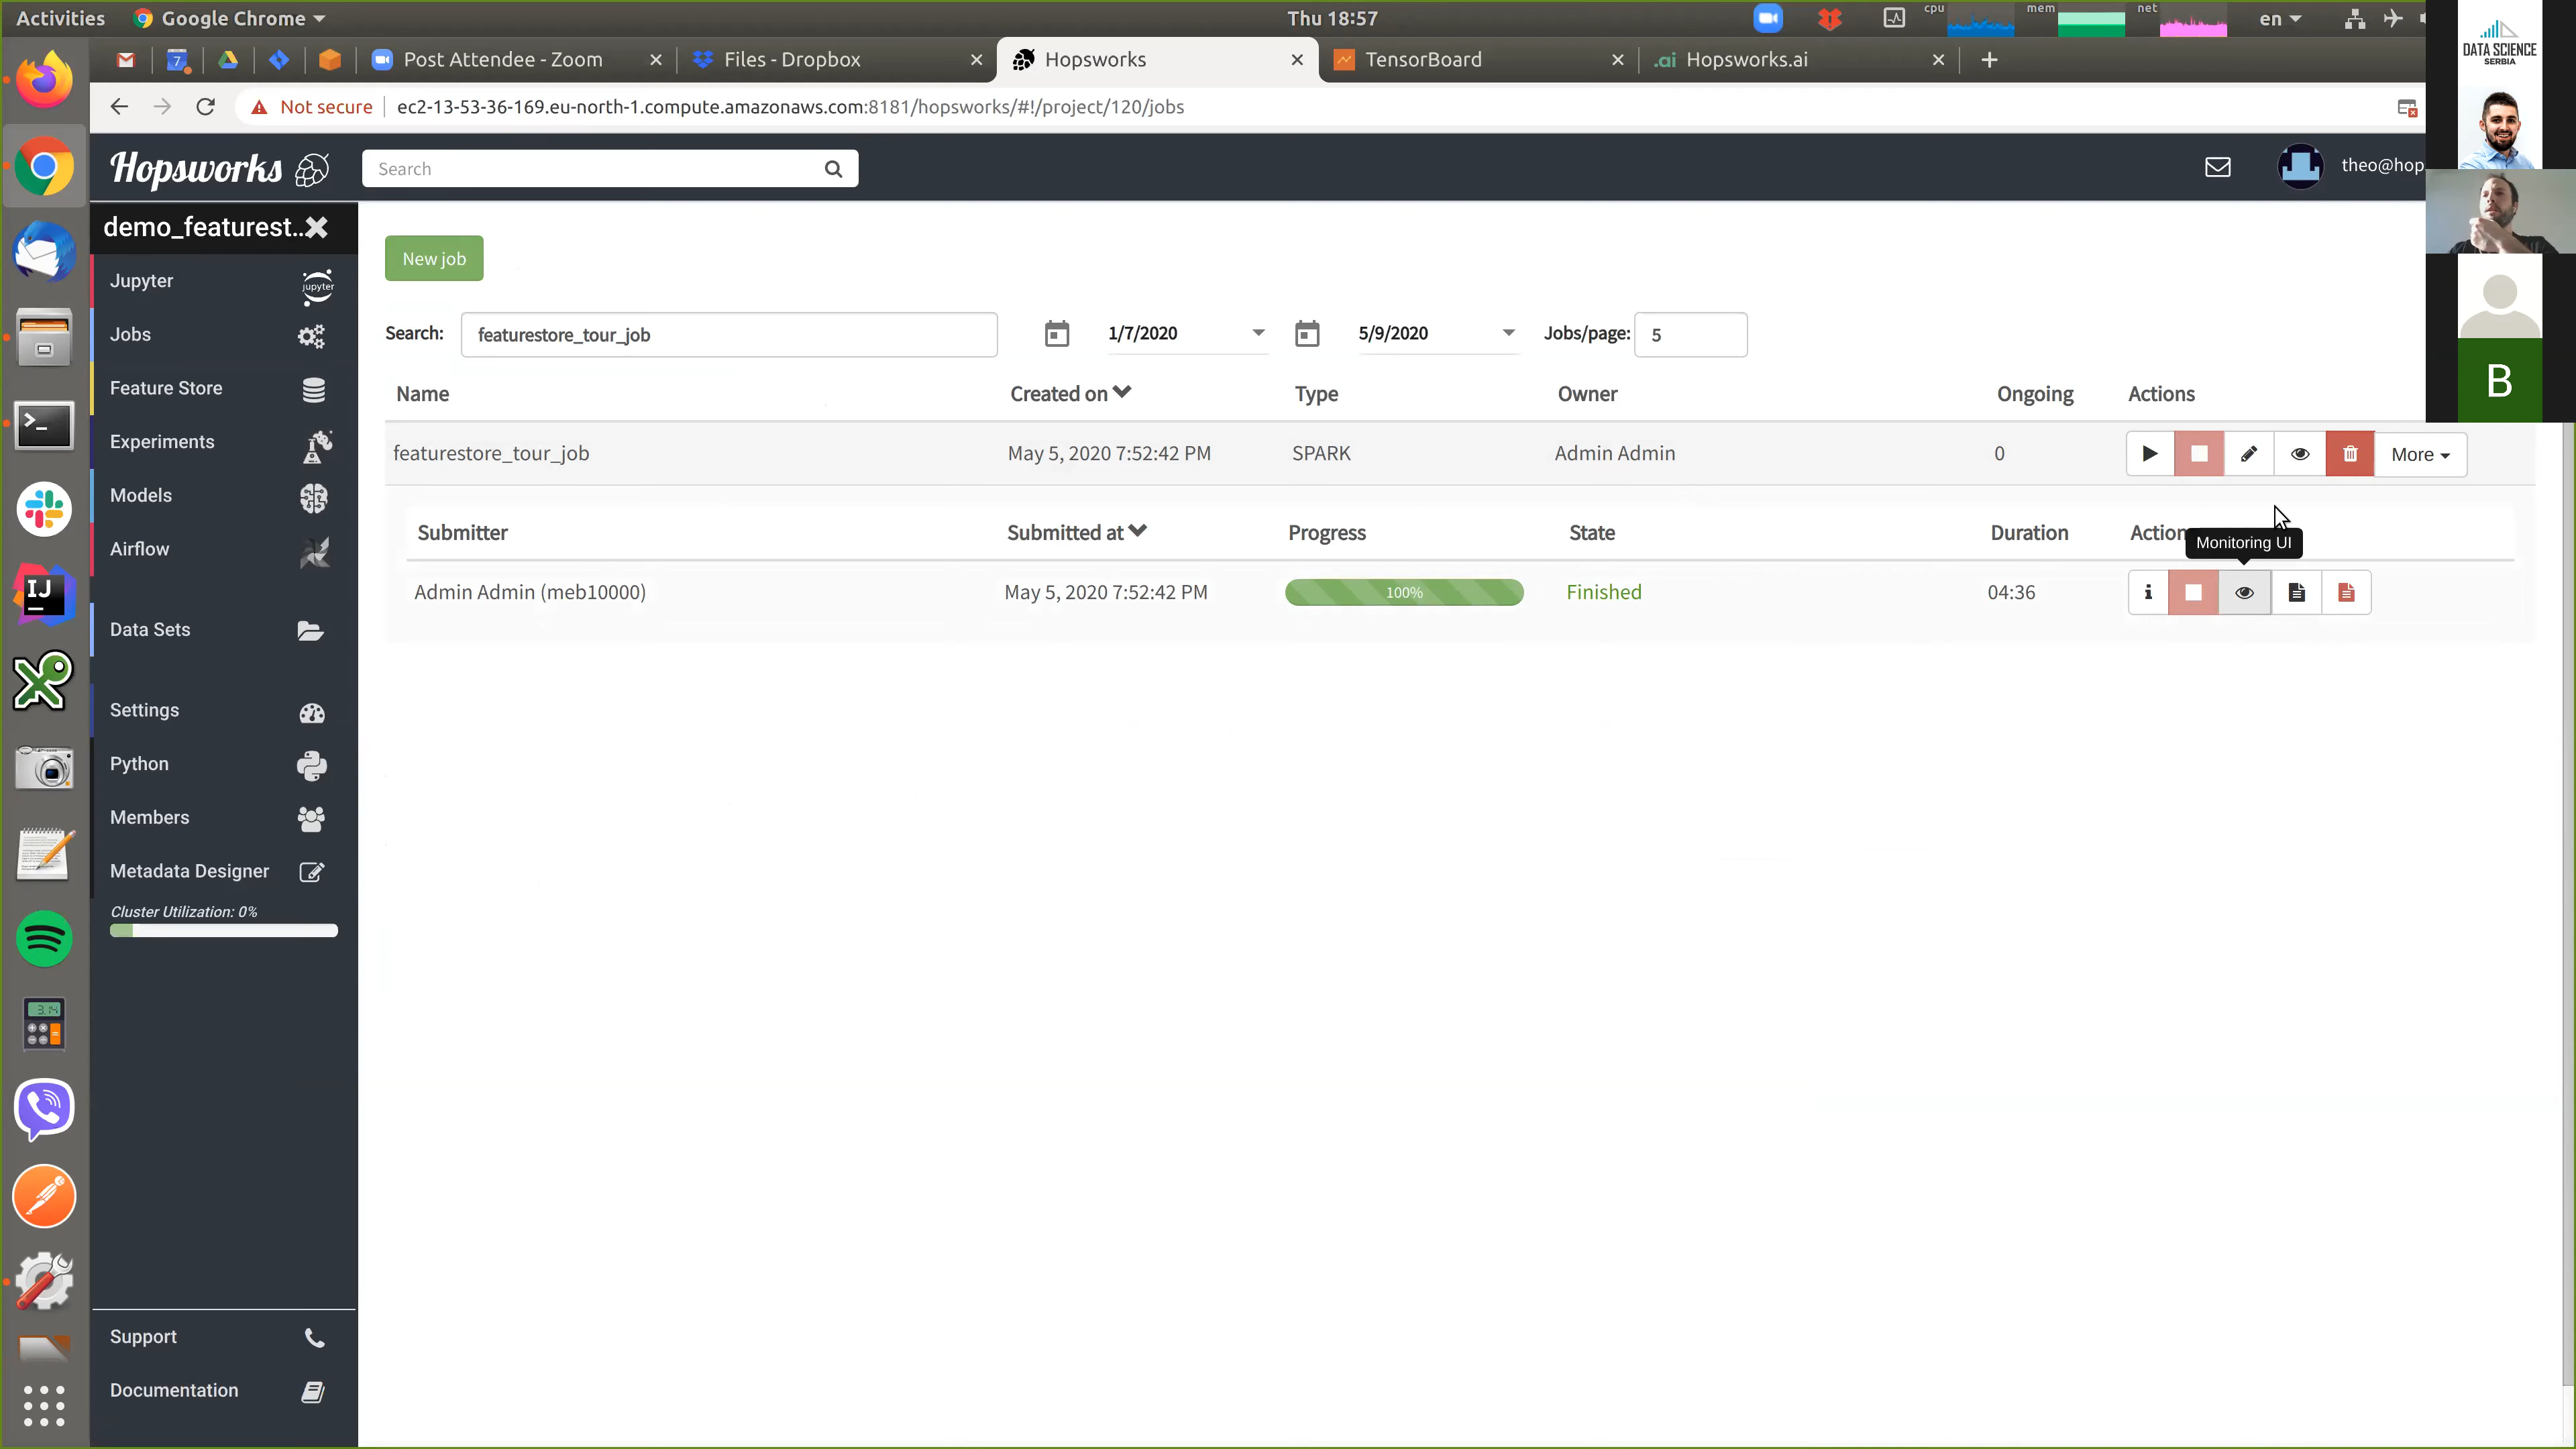 Activities Google Chrome Thu 18:57 cpu mem net en
7 Post Attendee - Zoom Files - Dropbox Hopsworks TensorBoard .ai Hopsworks.ai
Not secure ec2-13-53-36-169.eu-north-1.compute.amazonaws.com:8181/hopsworks/#!/project/120/jobs
DATA SCIENCE
SERBIA
Hopsworks Search theo@hop
demo_featurest..
New job
Jupyter jupyter
Jobs
Search: featurestore_tour_job 1/7/2020 5/9/2020 Jobs/page: 5
B
Feature Store
Name Created on Type Owner Ongoing Actions
Experiments
featurestore_tour_job May 5, 2020 7:52:42 PM SPARK Admin Admin 0 More
Models
Submitter Submitted at Progress State Duration Action
Monitoring UI
Airflow
Admin Admin (meb10000) May 5, 2020 7:52:42 PM 100% Finished 04:36
IJ
Data Sets
Settings
Python
Members
Metadata Designer
Cluster Utilization: 0%
3.14
Support
Documentation